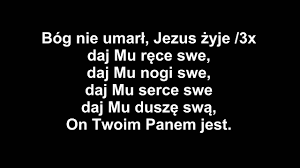 Bóg nie umarł, Jezus żyje /3x
daj Mu ręce swe,
daj Mu nogi swe,
daj Mu serce swe
daj Mu duszę swą,
On Twoim Panem jest.